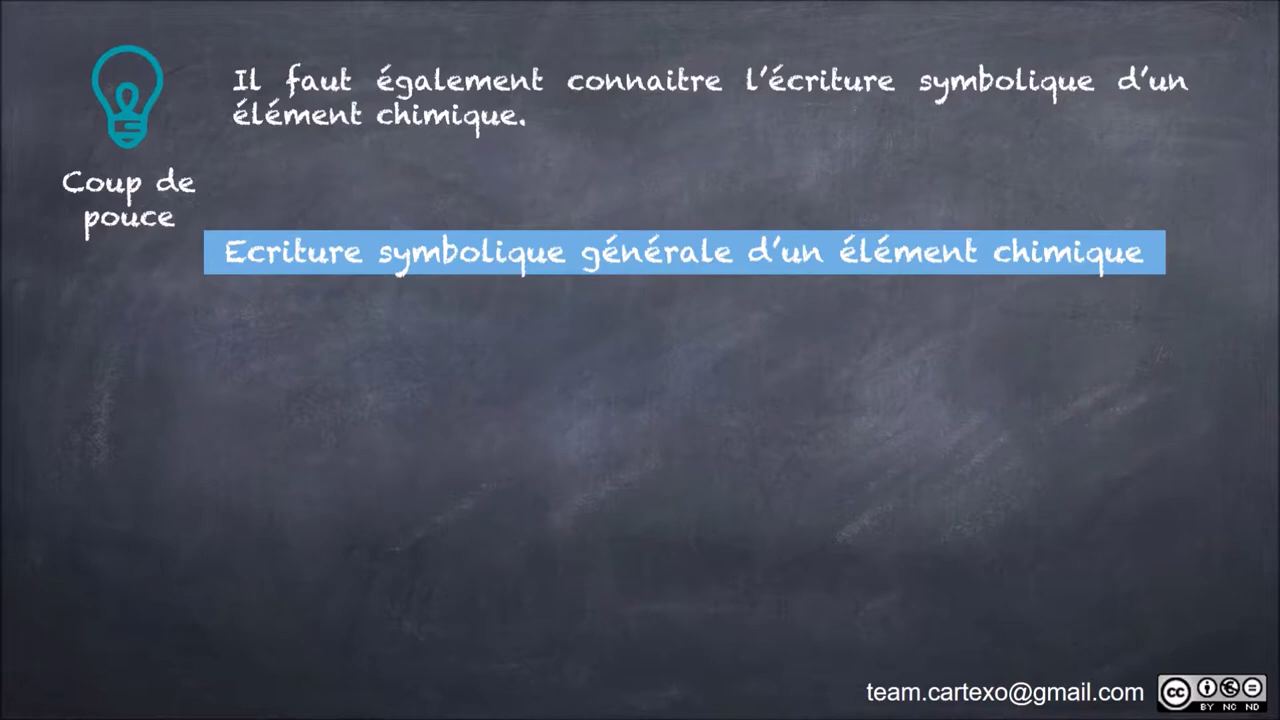 Il faut également connaitre l'écriture symbolique d'un
élément chimique.
Coup de
pouce
Ecriture symbolique générale d'un élément chimique
team.cartexo@gmail.com
cc
BY NC ND